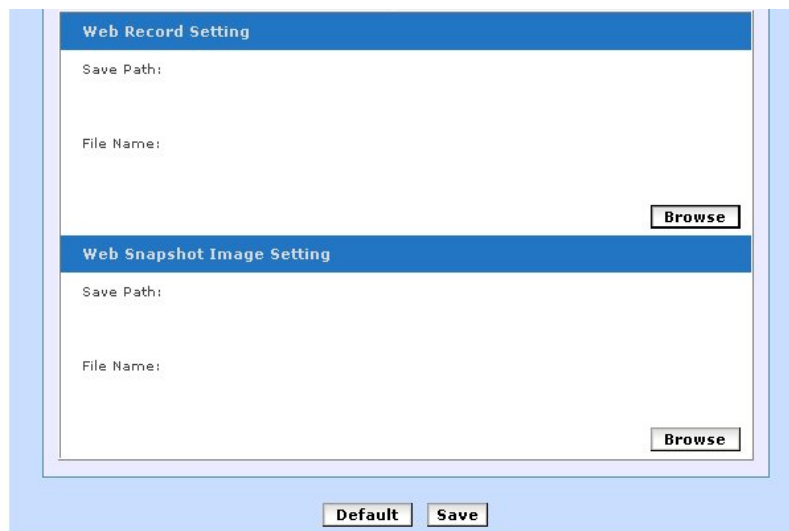 Web Record Setting
Save Path:
File Name:
Browse
Web Snapshot Image Setting
Save Path:
File Name:
Browse
Default Save